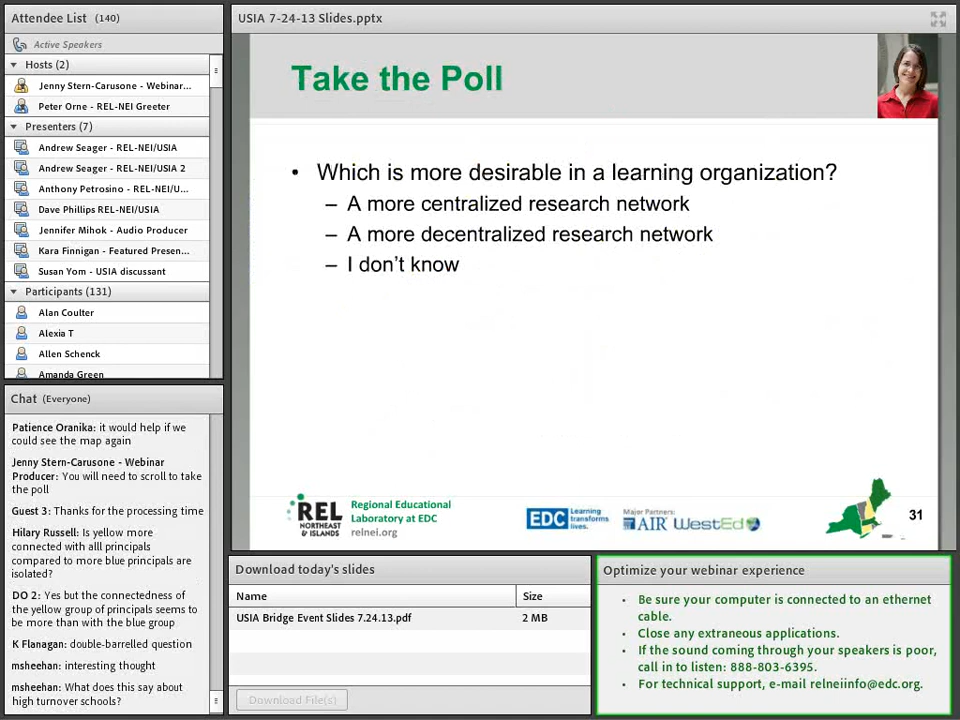 Attendee List (140)
Active Speakers
Hosts (2)
Jenny Stern-Carusone - Webinar...
Peter Orne - REL-NEI Greeter
Presenters (7)
Andrew Seager - REL-NEI/USIA
Andrew Seager - REL-NEI/USIA 2
Anthony Petrosino - REL-NEI/U...
Dave Phillips REL-NEI/USIA
Jennifer Mihok - Audio Producer
Kara Finnigan - Featured Presen...
Susan Yom - USIA discussant
Participants (131)
Alan Coulter
Alexia T
Allen Schenck
Amanda Green
Chat (Everyone)
Patience Oranika: it would help if we
could see the map again
Jenny Stern-Carusone - Webinar
Producer: You will need to scroll to take
the poll
Guest 3: Thanks for the processing time
Hilary Russell: Is yellow more
connected with alll principals
compared to more blue principals are
isolated?
DO 2: Yes but the connectedness of
the yellow group of principals seems to
be more than with the blue group
K Flanagan: double-barrelled question
msheehan: interesting thought
msheehan: What does this say about
high turnover schools?
USIA 7-24-13 Slides.pptx
Take the Poll
• Which is more desirable in a learning organization?
– A more centralized research network
– A more decentralized research network
– I don't know
REL
NORTHEAST
& ISLANDS
Regional Educational
Laboratory at EDC
relnei.org
EDC Learning
transforms
lives.
Major Partners:
AIR WestEd
31
Download today's slides
Name Size
USIA Bridge Event Slides 7.24.13.pdf 2 MB
Download File(s)
Optimize your webinar experience
• Be sure your computer is connected to an ethernet
cable.
• Close any extraneous applications.
• If the sound coming through your speakers is poor,
call in to listen: 888-803-6395.
• For technical support, e-mail relneiinfo@edc.org.